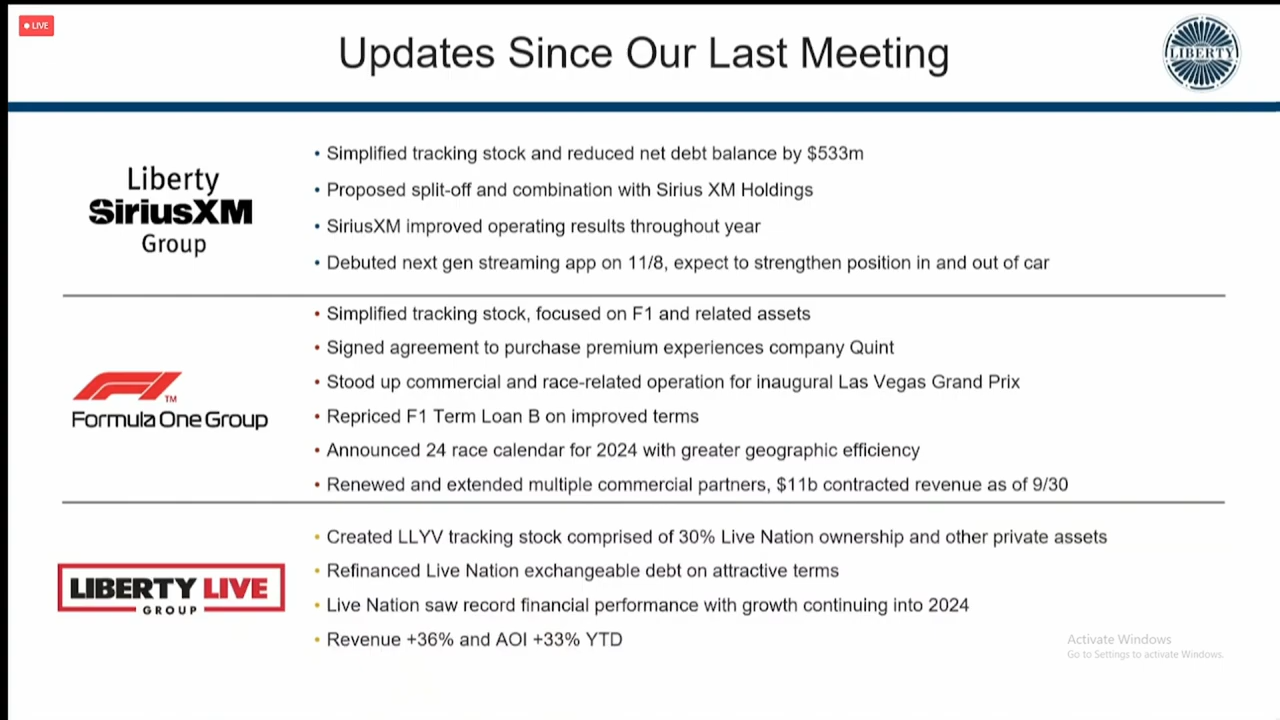 LIVE
Updates Since Our Last Meeting
LIBERTY
Liberty
SiriusXM
Group
• Simplified tracking stock and reduced net debt balance by $533m
• Proposed split-off and combination with Sirius XM Holdings
• SiriusXM improved operating results throughout year
• Debuted next gen streaming app on 11/8, expect to strengthen position in and out of car
F1
TM
Formula One Group
• Simplified tracking stock, focused on F1 and related assets
• Signed agreement to purchase premium experiences company Quint
• Stood up commercial and race-related operation for inaugural Las Vegas Grand Prix
• Repriced F1 Term Loan B on improved terms
• Announced 24 race calendar for 2024 with greater geographic efficiency
• Renewed and extended multiple commercial partners, $11b contracted revenue as of 9/30
LIBERTY LIVE
GROUP
• Created LLYV tracking stock comprised of 30% Live Nation ownership and other private assets
• Refinanced Live Nation exchangeable debt on attractive terms
• Live Nation saw record financial performance with growth continuing into 2024
• Revenue +36% and AOI +33% YTD
Activate Windows
Go to Settings to activate Windows.